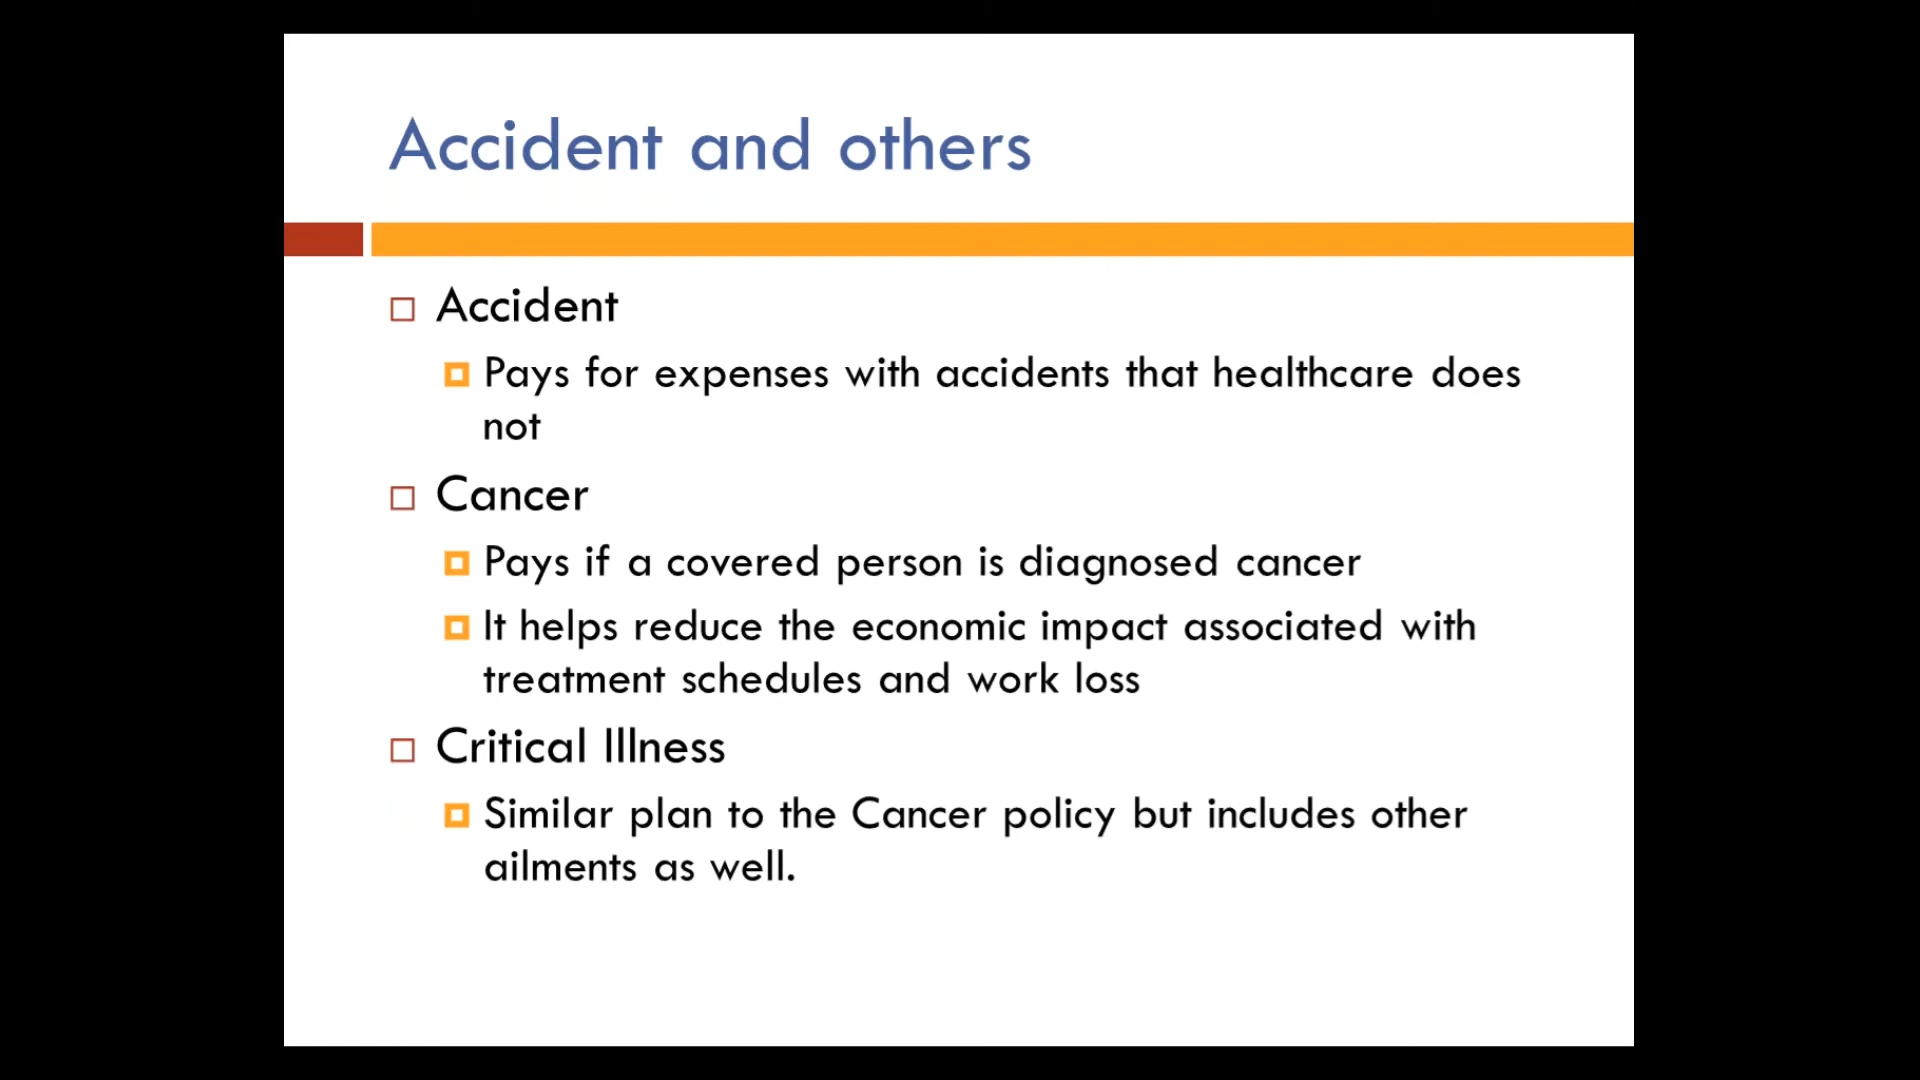 Accident and others
Accident
Pays for expenses with accidents that healthcare does
not
Cancer
Pays if a covered person is diagnosed cancer
It helps reduce the economic impact associated with
treatment schedules and work loss
Critical Illness
Similar plan to the Cancer policy but includes other
ailments as well.